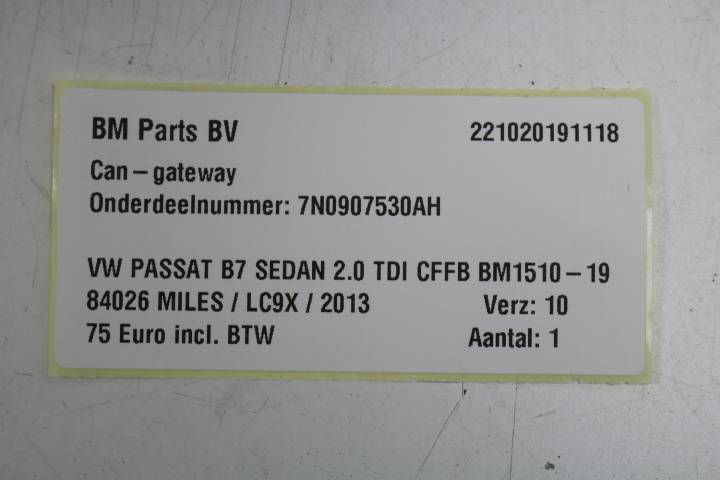 BM Parts BV 221020191118
Can-gateway
Onderdeelnummer: 7N0907530AH
VW PASSAT B7 SEDAN 2.0 TDI CFFB BM1510-19
84026 MILES / LC9X / 2013 Verz: 10
75 Euro incl. BTW Aantal: 1